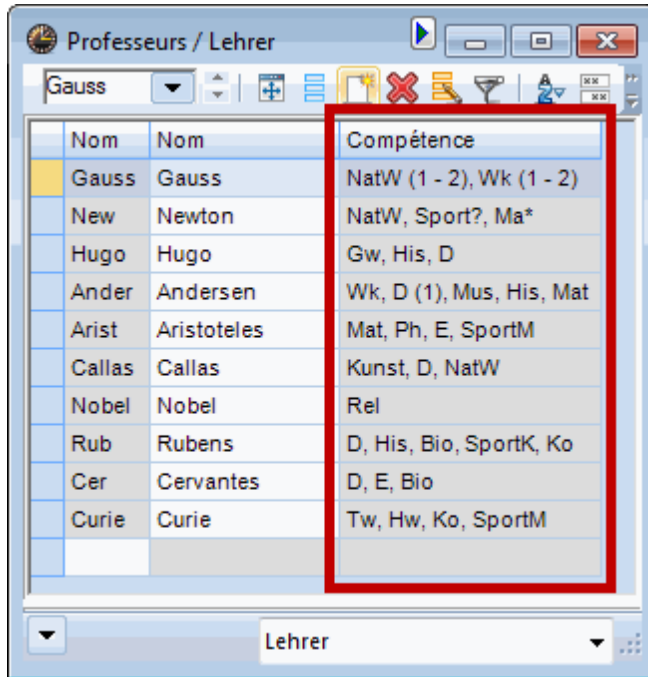 Professeurs / Lehrer
Gauss
Nom Nom Compétence
Gauss Gauss NatW (1 - 2), Wk (1 - 2)
New Newton NatW, Sport?, Ma*
Hugo Hugo Gw, His, D
Ander Andersen Wk, D (1), Mus, His, Mat
Arist Aristoteles Mat, Ph, E, SportM
Callas Callas Kunst, D, NatW
Nobel Nobel Rel
Rub Rubens D, His, Bio, SportK, Ko
Cer Cervantes D, E, Bio
Curie Curie Tw, Hw, Ko, SportM
Lehrer